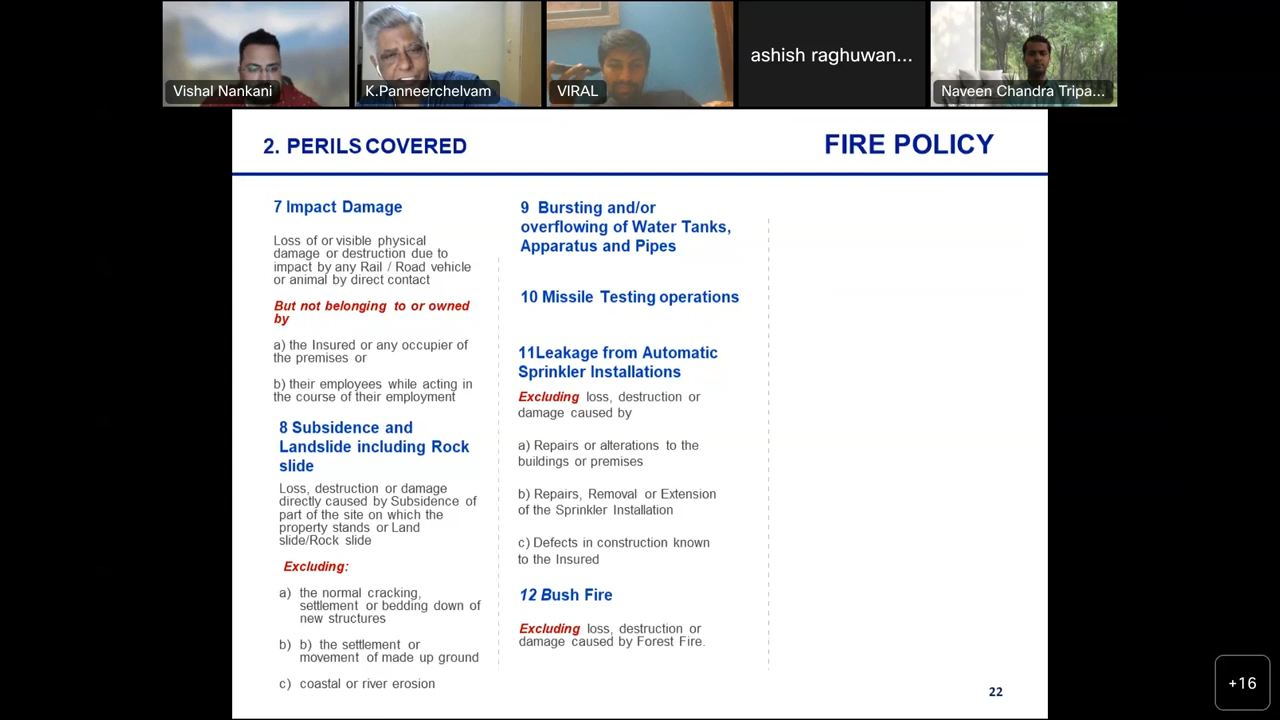 Vishal Nankani
K.Panneerchelvam
VIRAL
ashish raghuwan...
Naveen Chandra Tripa...
2. PERILS COVERED
FIRE POLICY
7 Impact Damage
Loss of or visible physical
damage or destruction due to
impact by any Rail / Road vehicle
or animal by direct contact
But not belonging to or owned
by
a) the Insured or any occupier of
the premises or
b) their employees while acting in
the course of their employment
8 Subsidence and
Landslide including Rock
slide
Loss, destruction or damage
directly caused by Subsidence of
part of the site on which the
property stands or Land
slide/Rock slide
Excluding:
a) the normal cracking,
settlement or bedding down of
new structures
b) b) the settlement or
movement of made up ground
c) coastal or river erosion
9 Bursting and/or
overflowing of Water Tanks,
Apparatus and Pipes
10 Missile Testing operations
11Leakage from Automatic
Sprinkler Installations
Excluding loss, destruction or
damage caused by
a) Repairs or alterations to the
buildings or premises
b) Repairs, Removal or Extension
of the Sprinkler Installation
c) Defects in construction known
to the Insured
12 Bush Fire
Excluding loss, destruction or
damage caused by Forest Fire.
22
+16